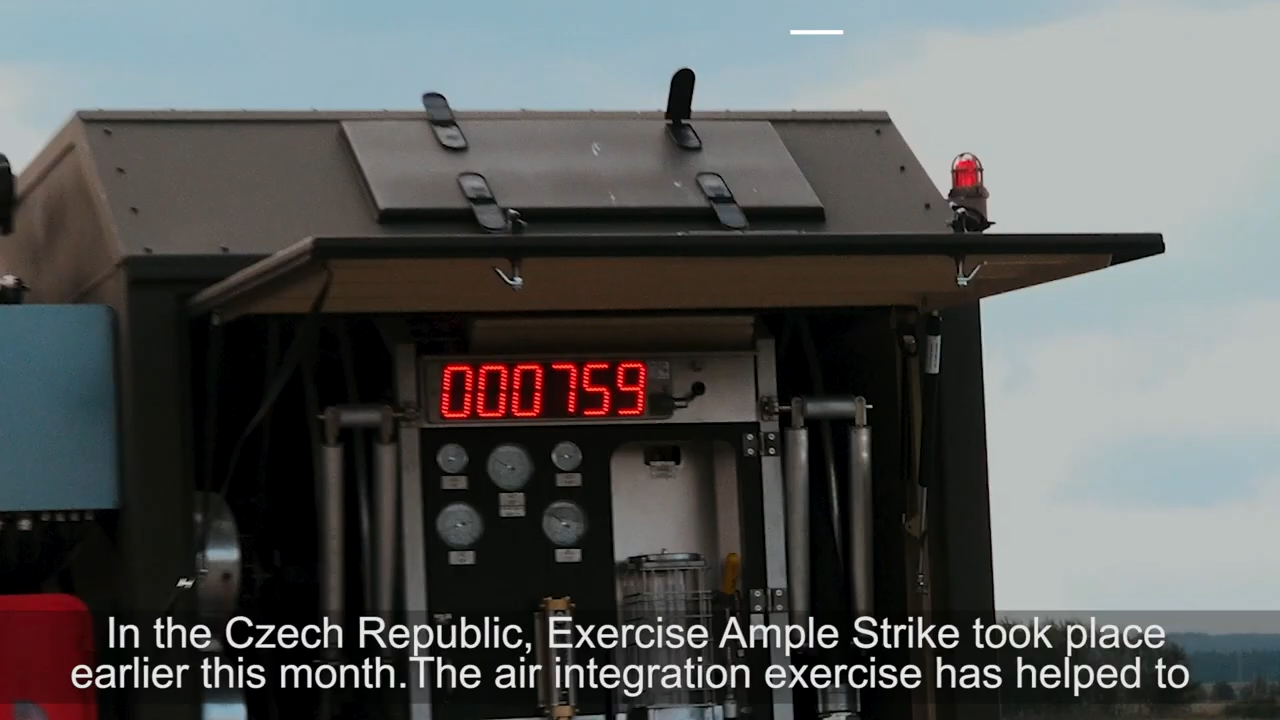 000759
In the Czech Republic, Exercise Ample Strike took place
earlier this month.The air integration exercise has helped to